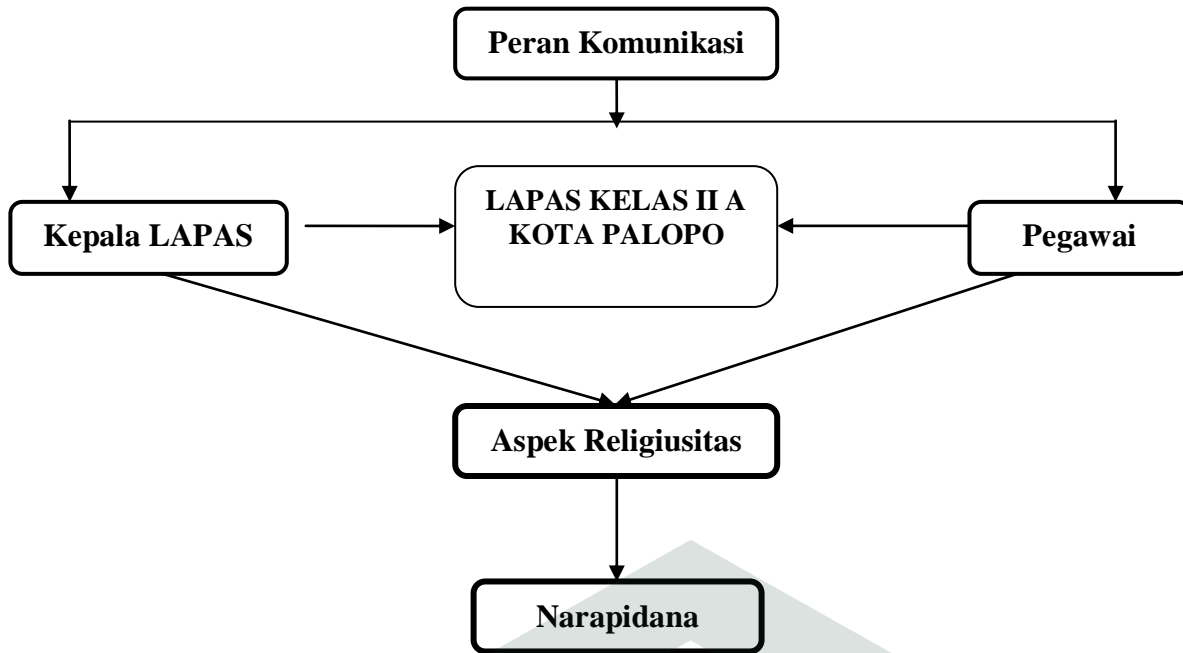 Peran Komunikasi
LAPAS KELAS II A
KOTA PALOPO
Kepala LAPAS
Pegawai
Aspek Religiusitas
Narapidana